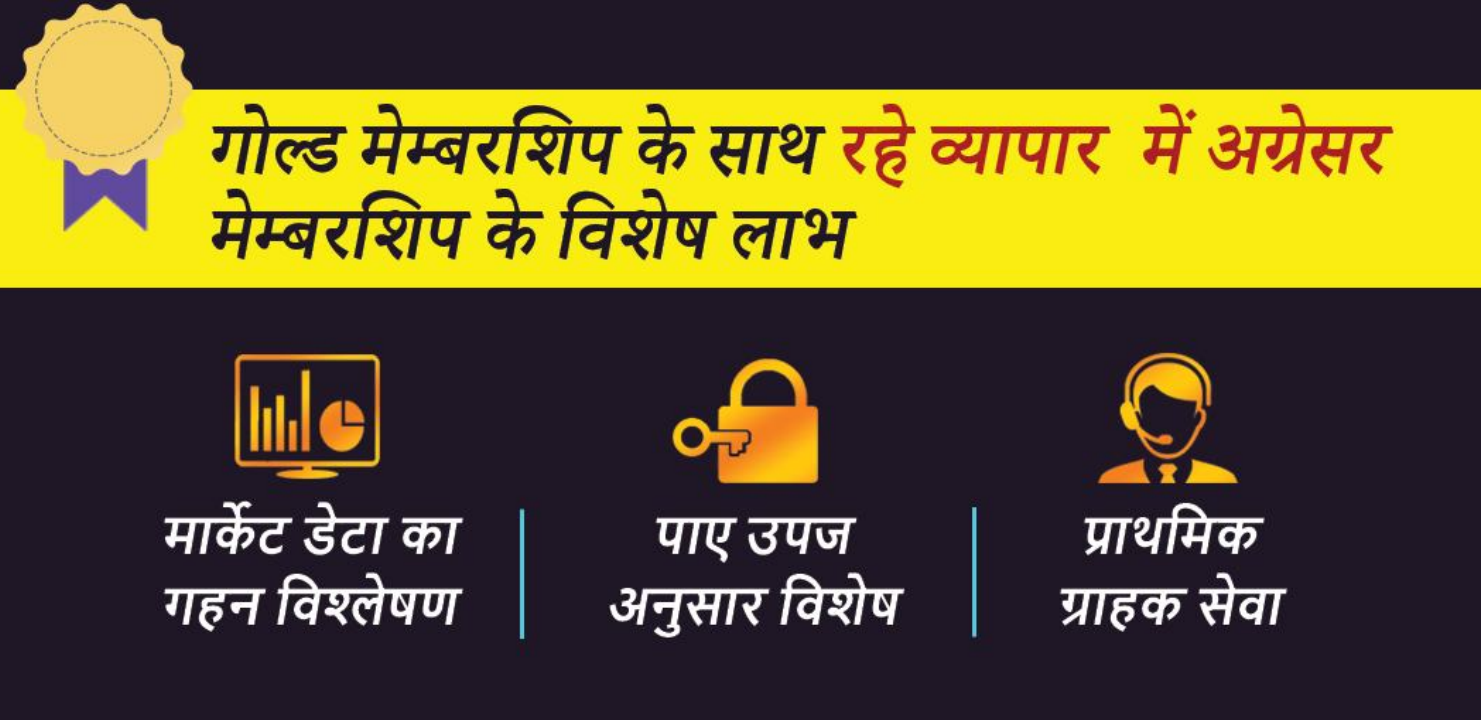 गोल्ड मेम्बरशिप के साथ रहे व्यापार में अग्रेसर
मेम्बरशिप के विशेष लाभ
मार्केट डेटा का
गहन विश्लेषण
पाए उपज
अनुसार विशेष
प्राथमिक
ग्राहक सेवा